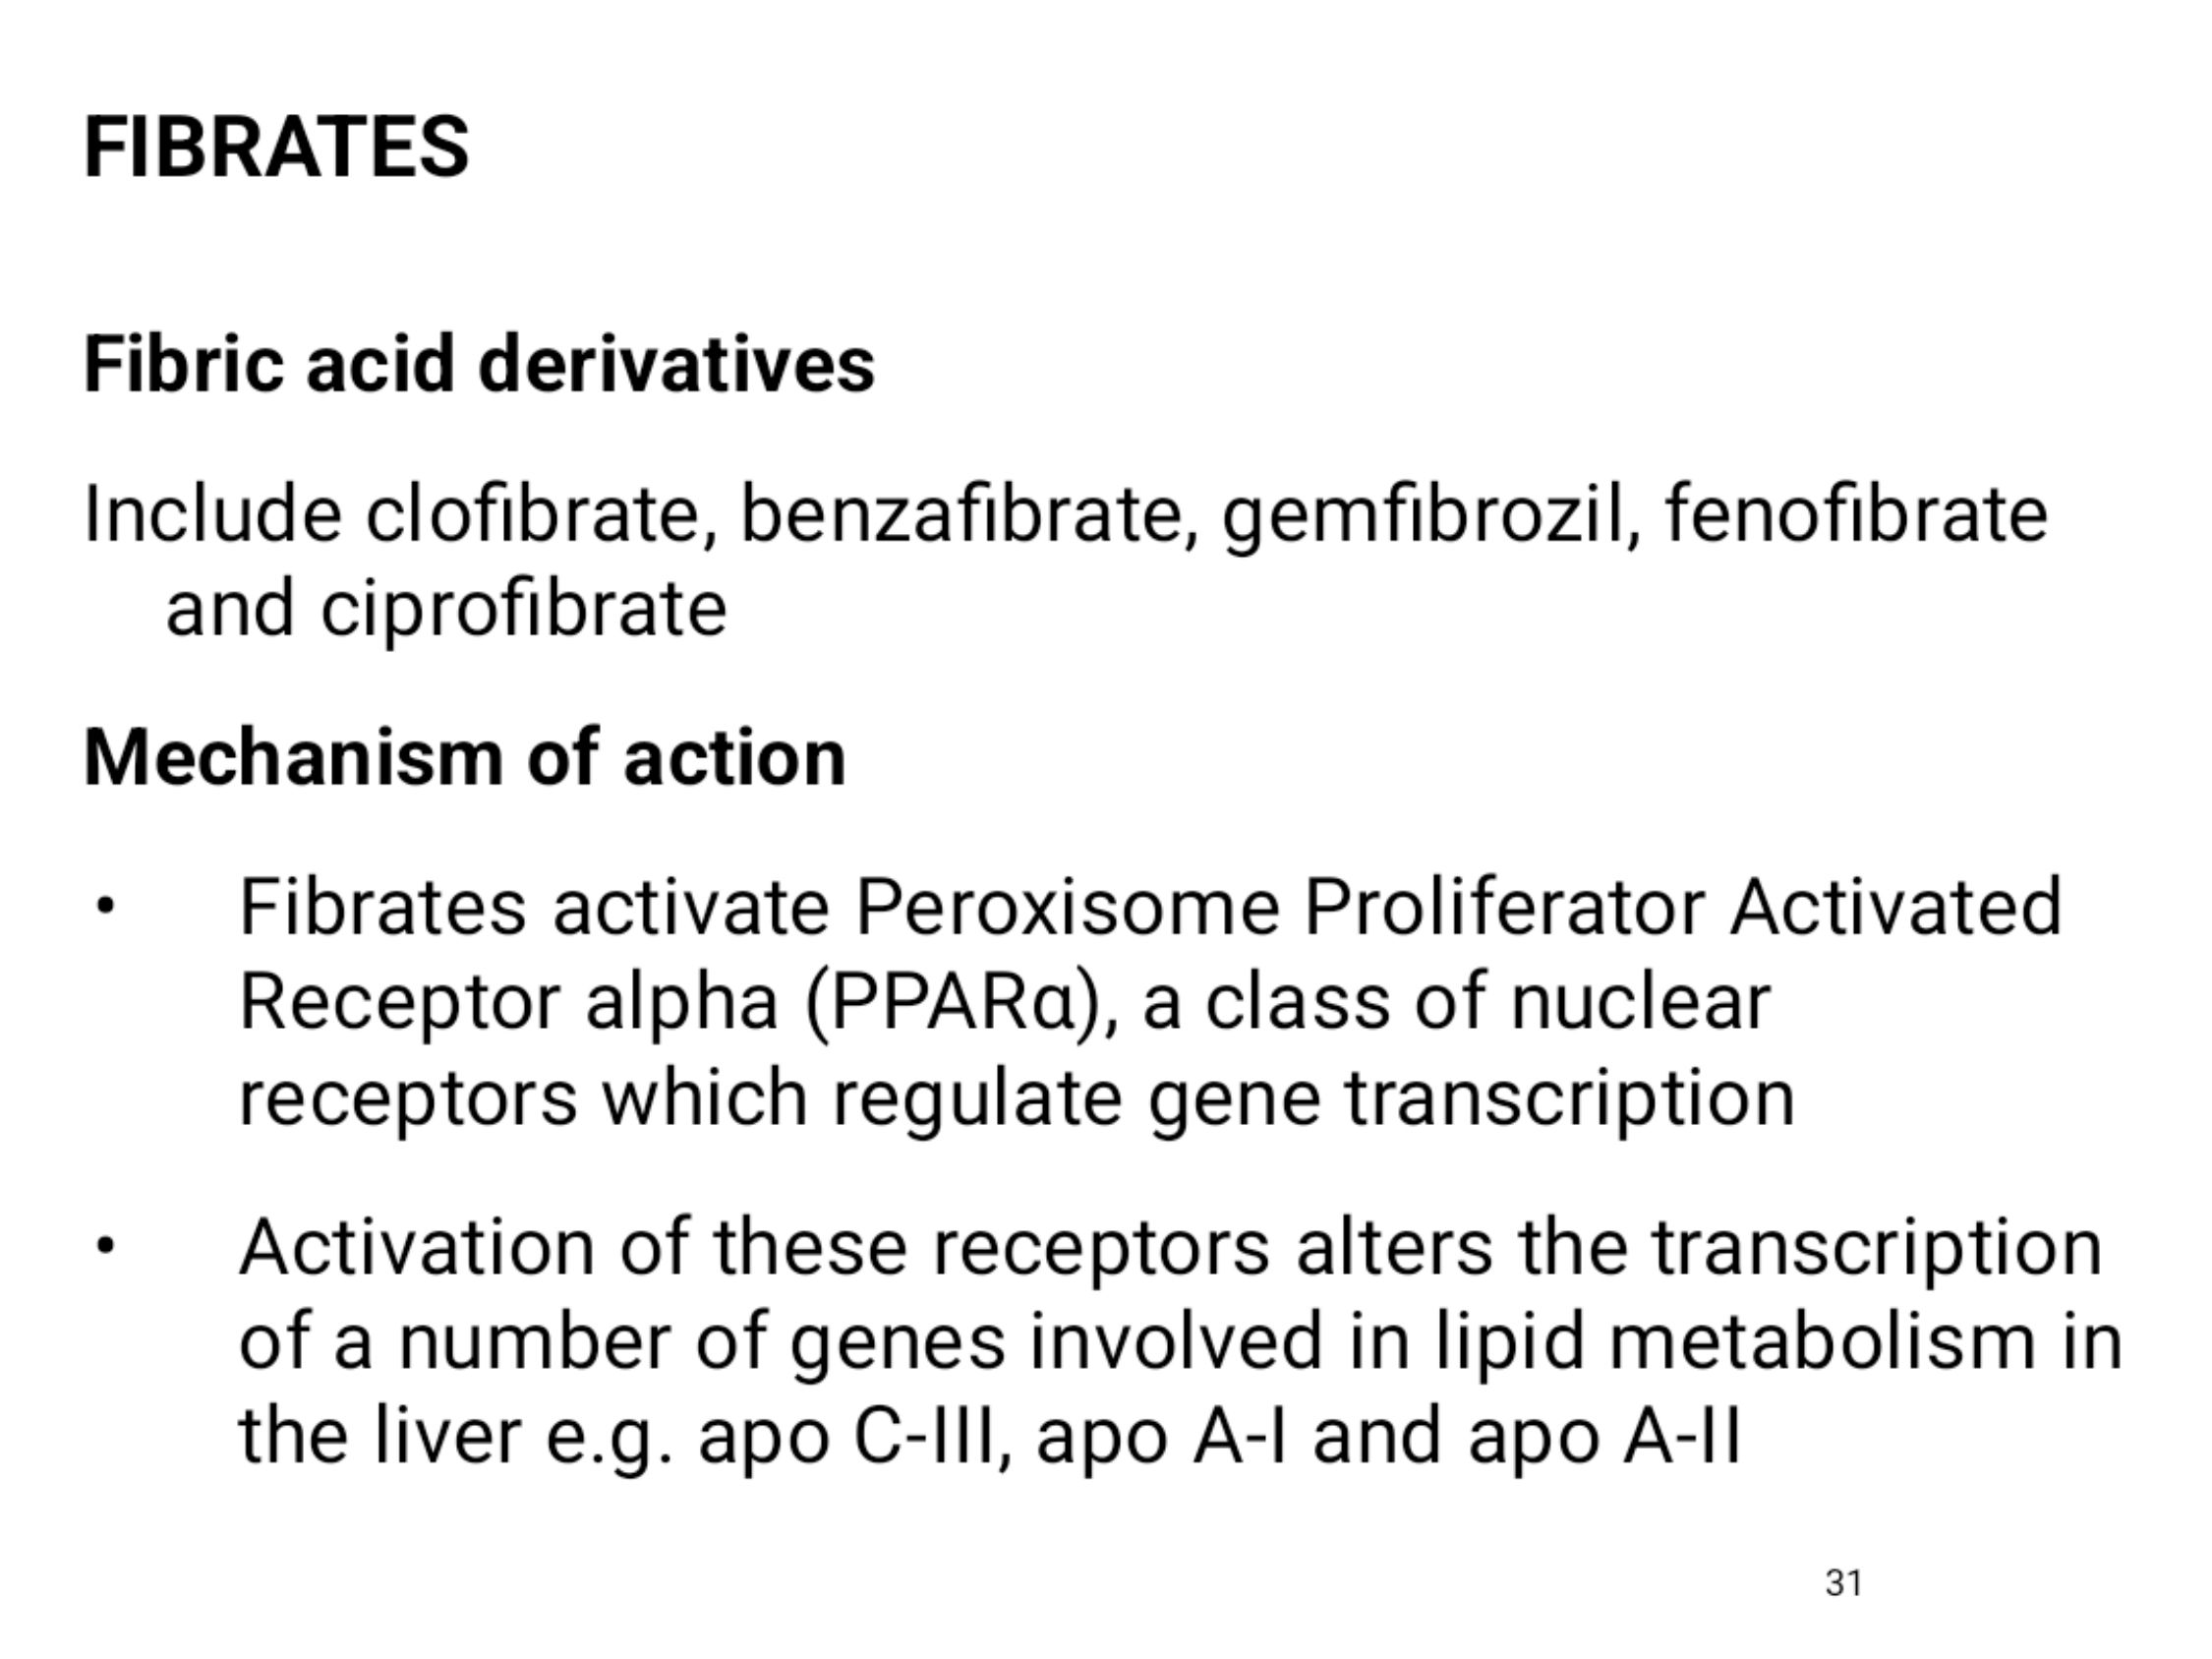 FIBRATES
Fibric acid derivatives
Include clofibrate, benzafibrate, gemfibrozil, fenofibrate
and ciprofibrate
Mechanism of action
• Fibrates activate Peroxisome Proliferator Activated
Receptor alpha (PPARα), a class of nuclear
receptors which regulate gene transcription
• Activation of these receptors alters the transcription
of a number of genes involved in lipid metabolism in
the liver e.g. apo C-III, apo A-I and apo A-II
31